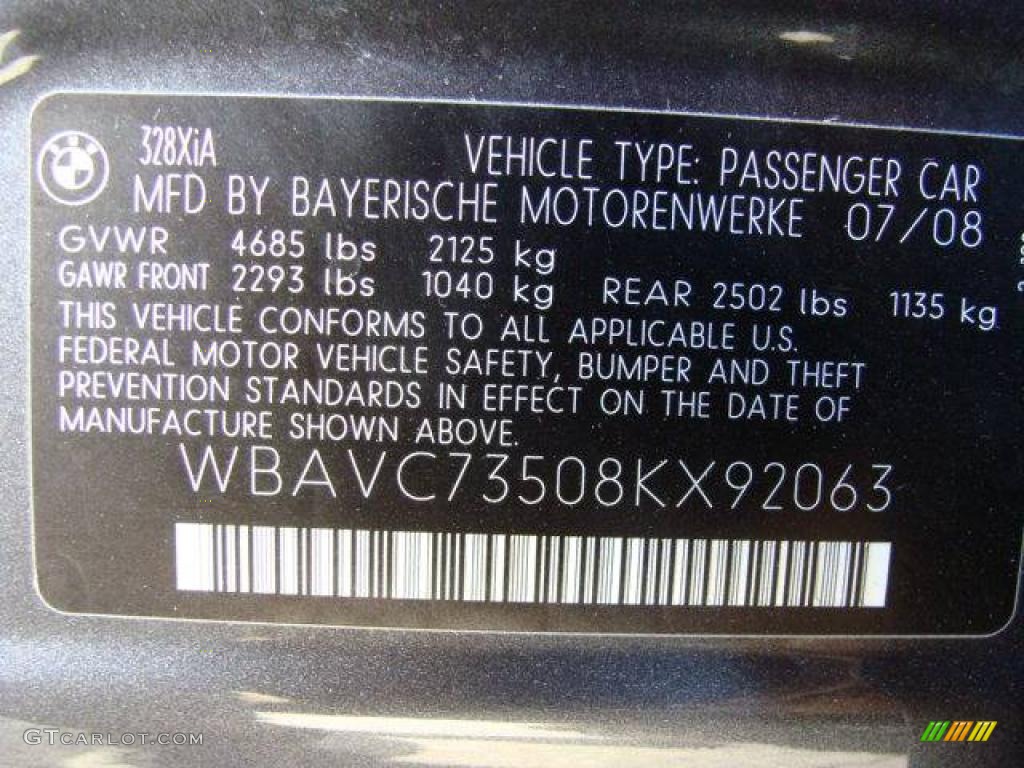 328XiA
VEHICLE TYPE: PASSENGER CAR
MFD BY BAYERISCHE MOTORENWERKE 07/08
GVWR 4685 lbs 2125 kg
GAWR FRONT 2293 lbs 1040 kg REAR 2502 lbs 1135 kg
THIS VEHICLE CONFORMS TO ALL APPLICABLE U.S.
FEDERAL MOTOR VEHICLE SAFETY, BUMPER AND THEFT
PREVENTION STANDARDS IN EFFECT ON THE DATE OF
MANUFACTURE SHOWN ABOVE.
WBAVC73508KX92063
GTCARLOT.COM